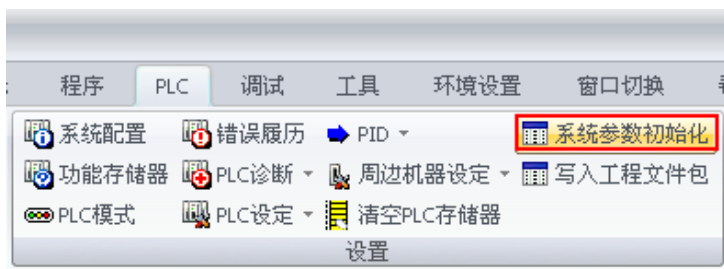 程序 PLC 调试 工具 环境设置 窗口切换
系统配置 错误履历 PID 系统参数初始化
功能存储器 PLC诊断 周边机器设定 写入工程文件包
PLC模式 PLC设定 清空PLC存储器
设置